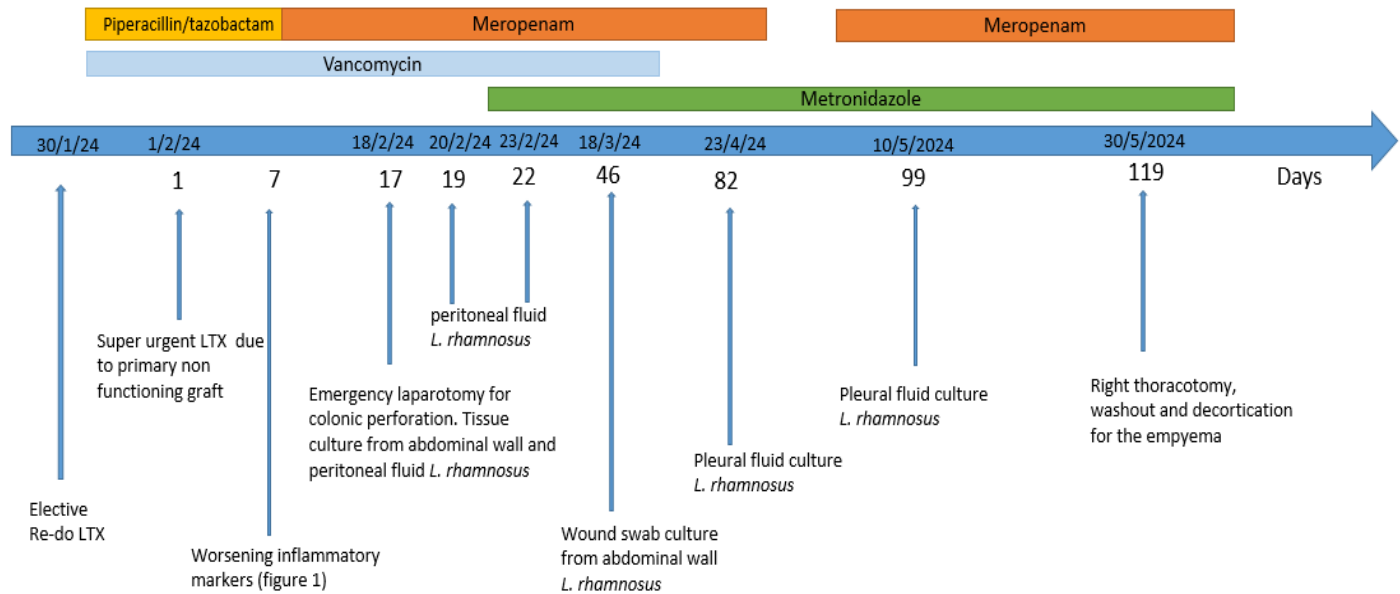 Piperacillin/tazobactam
Meropenam
Meropenam
Vancomycin
Metronidazole
30/1/24
1/2/24
18/2/24
20/2/24
23/2/24
18/3/24
23/4/24
10/5/2024
30/5/2024
1
7
17
19
22
46
82
99
119
Days
peritoneal fluid
L. rhamnosus
Super urgent LTX due
to primary non
functioning graft
Emergency laparotomy for
colonic perforation. Tissue
culture from abdominal wall and
peritoneal fluid L. rhamnosus
Pleural fluid culture
L. rhamnosus
Right thoracotomy,
washout and decortication
for the empyema
Pleural fluid culture
L. rhamnosus
Elective
Re-do LTX
Worsening inflammatory
markers (figure 1)
Wound swab culture
from abdominal wall
L. rhamnosus